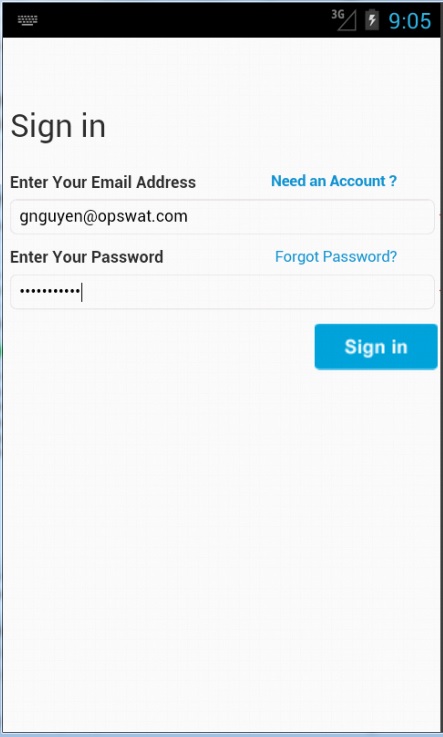 3G 9:05
Sign in
Enter Your Email Address Need an Account ?
gnguyen@opswat.com
Enter Your Password Forgot Password?
•••••••••••
Sign in